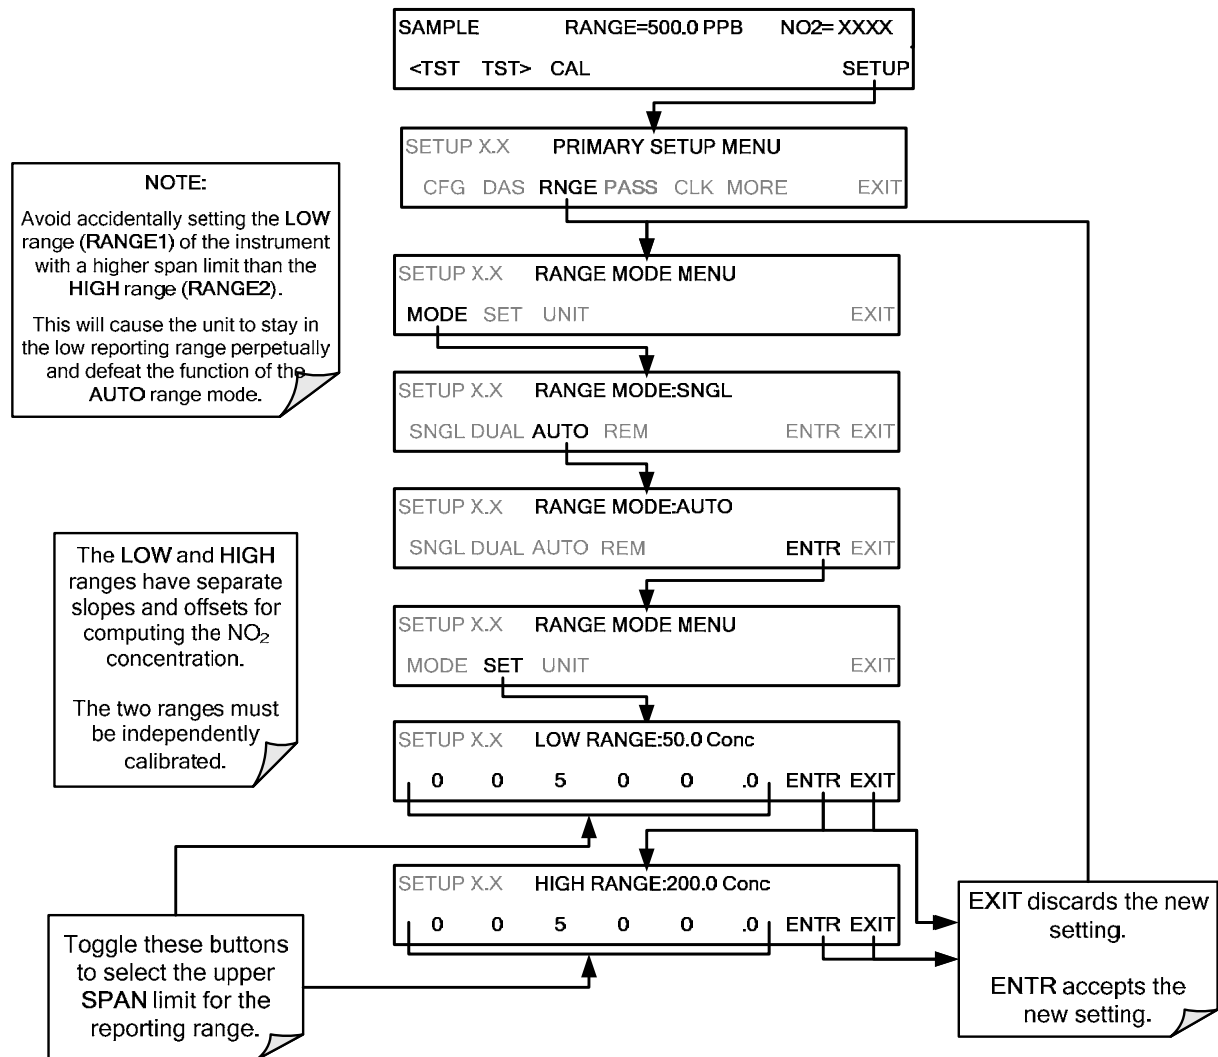 SAMPLE RANGE=500.0 PPB NO2= XXXX
<TST TST> CAL SETUP
SETUP X.X PRIMARY SETUP MENU
CFG DAS RNGE PASS CLK MORE EXIT
NOTE:
Avoid accidentally setting the LOW
range (RANGE1) of the instrument
with a higher span limit than the
HIGH range (RANGE2).
This will cause the unit to stay in
the low reporting range perpetually
and defeat the function of the
AUTO range mode.
SETUP X.X RANGE MODE MENU
MODE SET UNIT EXIT
SETUP X.X RANGE MODE:SNGL
SNGL DUAL AUTO REM ENTR EXIT
SETUP X.X RANGE MODE:AUTO
SNGL DUAL AUTO REM ENTR EXIT
The LOW and HIGH
ranges have separate
slopes and offsets for
computing the NO₂
concentration.
The two ranges must
be independently
calibrated.
SETUP X.X RANGE MODE MENU
MODE SET UNIT EXIT
SETUP X.X LOW RANGE:50.0 Conc
0 0 5 0 0 .0 ENTR EXIT
SETUP X.X HIGH RANGE:200.0 Conc
0 0 5 0 0 .0 ENTR EXIT
Toggle these buttons
to select the upper
SPAN limit for the
reporting range.
EXIT discards the new
setting.
ENTR accepts the
new setting.